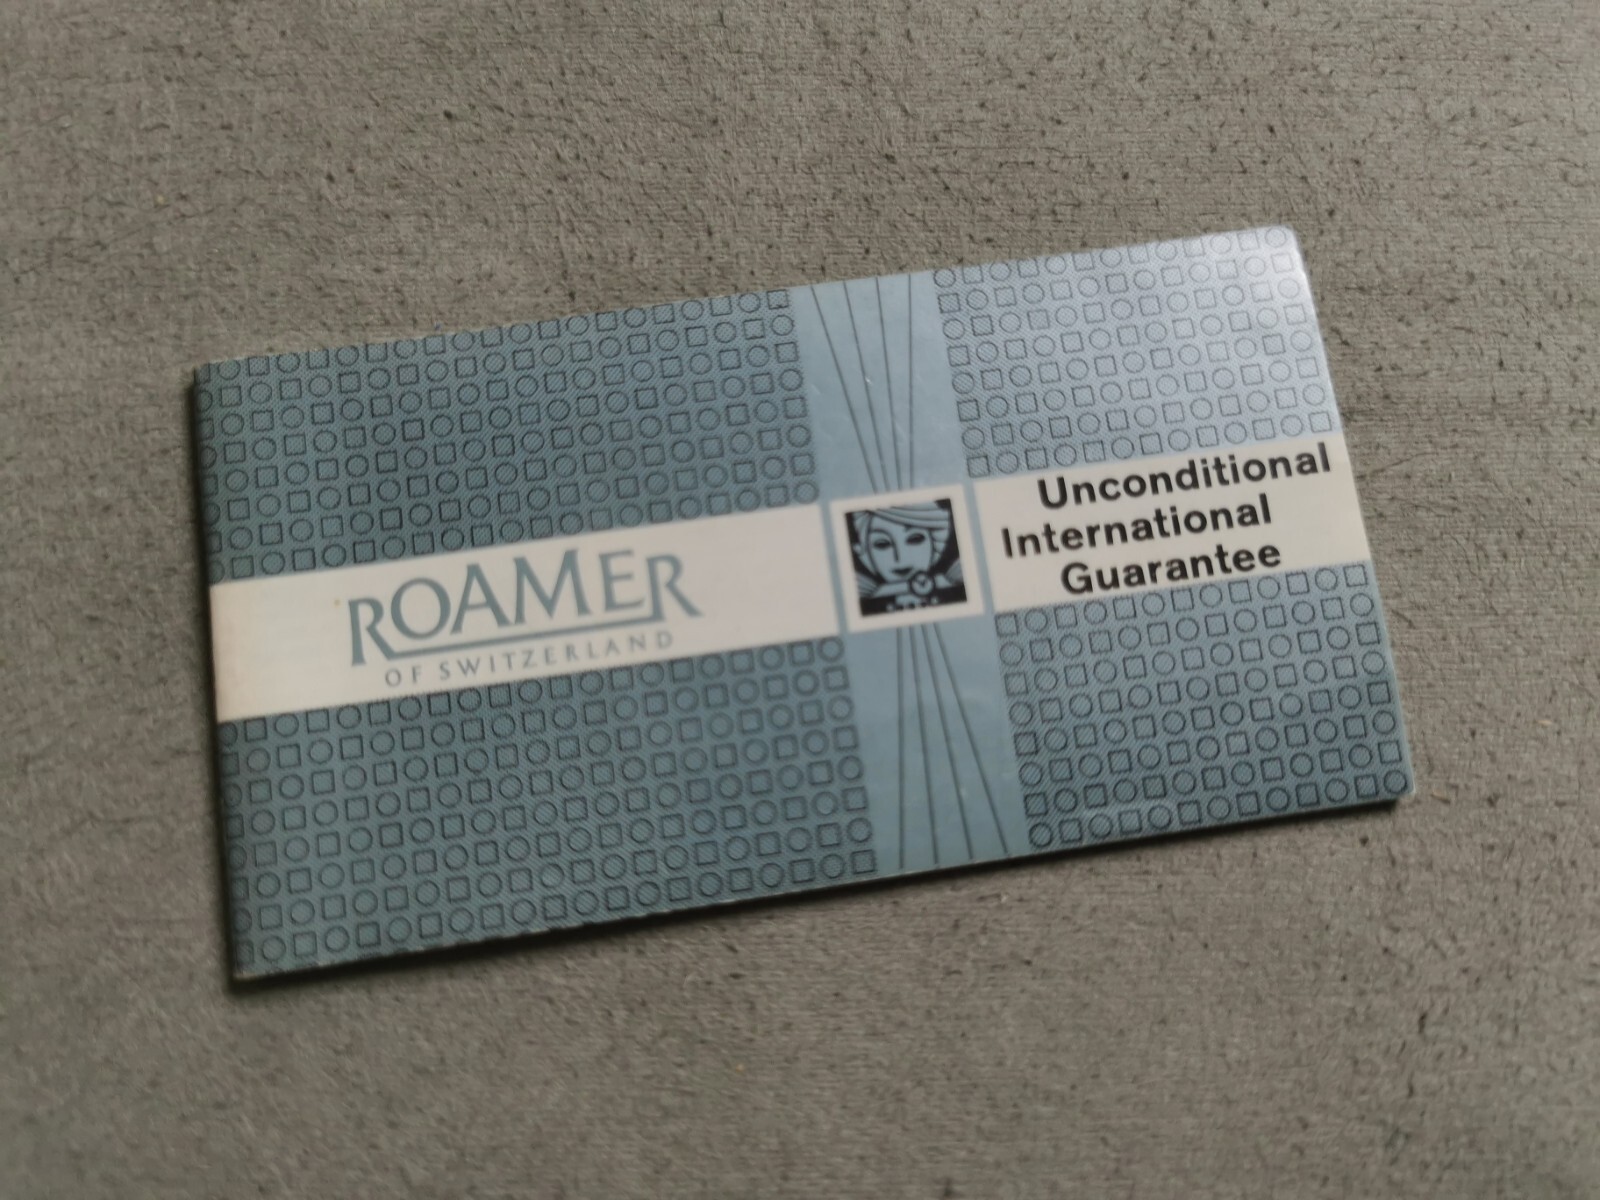 ROAMER
OF SWITZERLAND
Unconditional
International
Guarantee